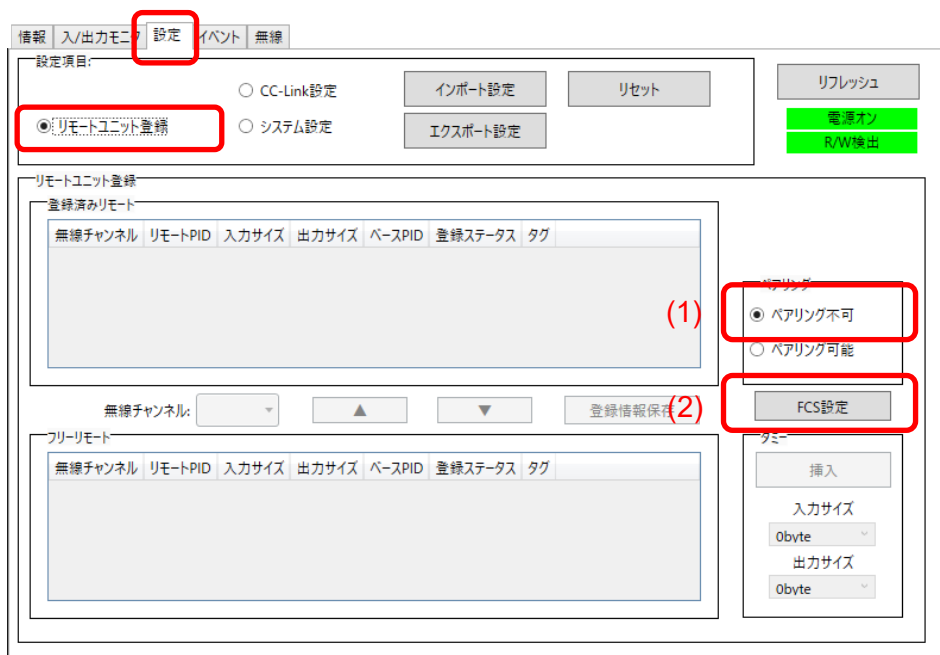 情報 入/出力モニタ 設定 イベント 無線
設定項目:
CC-Link設定 インポート設定 リセット リフレッシュ
リモートユニット登録 システム設定 エクスポート設定 電源オン
R/W検出
リモートユニット登録
登録済みリモート
無線チャンネル リモートPID 入力サイズ 出力サイズ ベースPID 登録ステータス タグ
ペアリング
(1) ペアリング不可
ペアリング可能
無線チャンネル: ▲ ▼ 登録情報保存 (2) FCS設定
フリーリモート ダミー
無線チャンネル リモートPID 入力サイズ 出力サイズ ベースPID 登録ステータス タグ
挿入
入力サイズ
0byte
出力サイズ
0byte